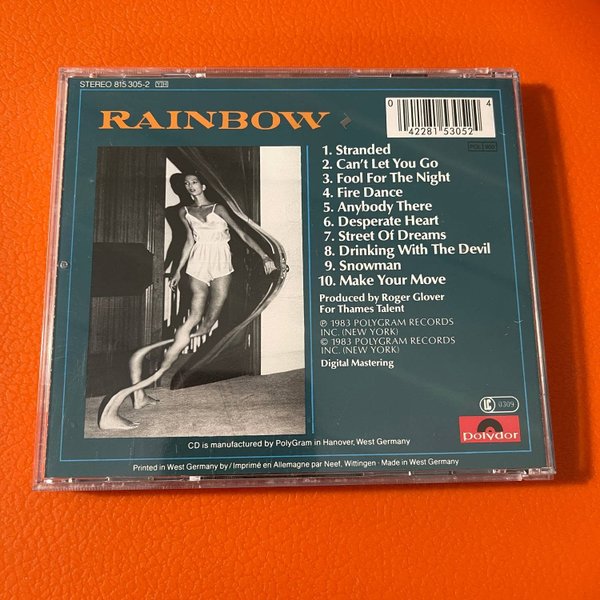 STEREO 815 305-2 Y|H
RAINBOW
0 42281 53052 4
1. Stranded
2. Can't Let You Go
3. Fool For The Night
4. Fire Dance
5. Anybody There
6. Desperate Heart
7. Street Of Dreams
8. Drinking With The Devil
9. Snowman
10. Make Your Move
Produced by Roger Glover
For Thames Talent
℗ 1983 POLYGRAM RECORDS
INC. (NEW YORK)
© 1983 POLYGRAM RECORDS
INC. (NEW YORK)
Digital Mastering
LC 0309
polydor
CD is manufactured by PolyGram in Hanover, West Germany
Printed in West Germany by / Imprimé en Allemagne par Neef, Wittingen · Made in West Germany